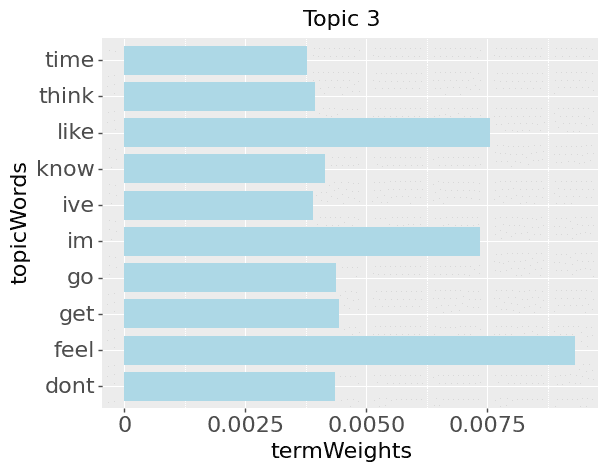 Topic 3
topicWords
time
think
like
know
ive
im
go
get
feel
dont
0 0.0025 0.0050 0.0075
termWeights